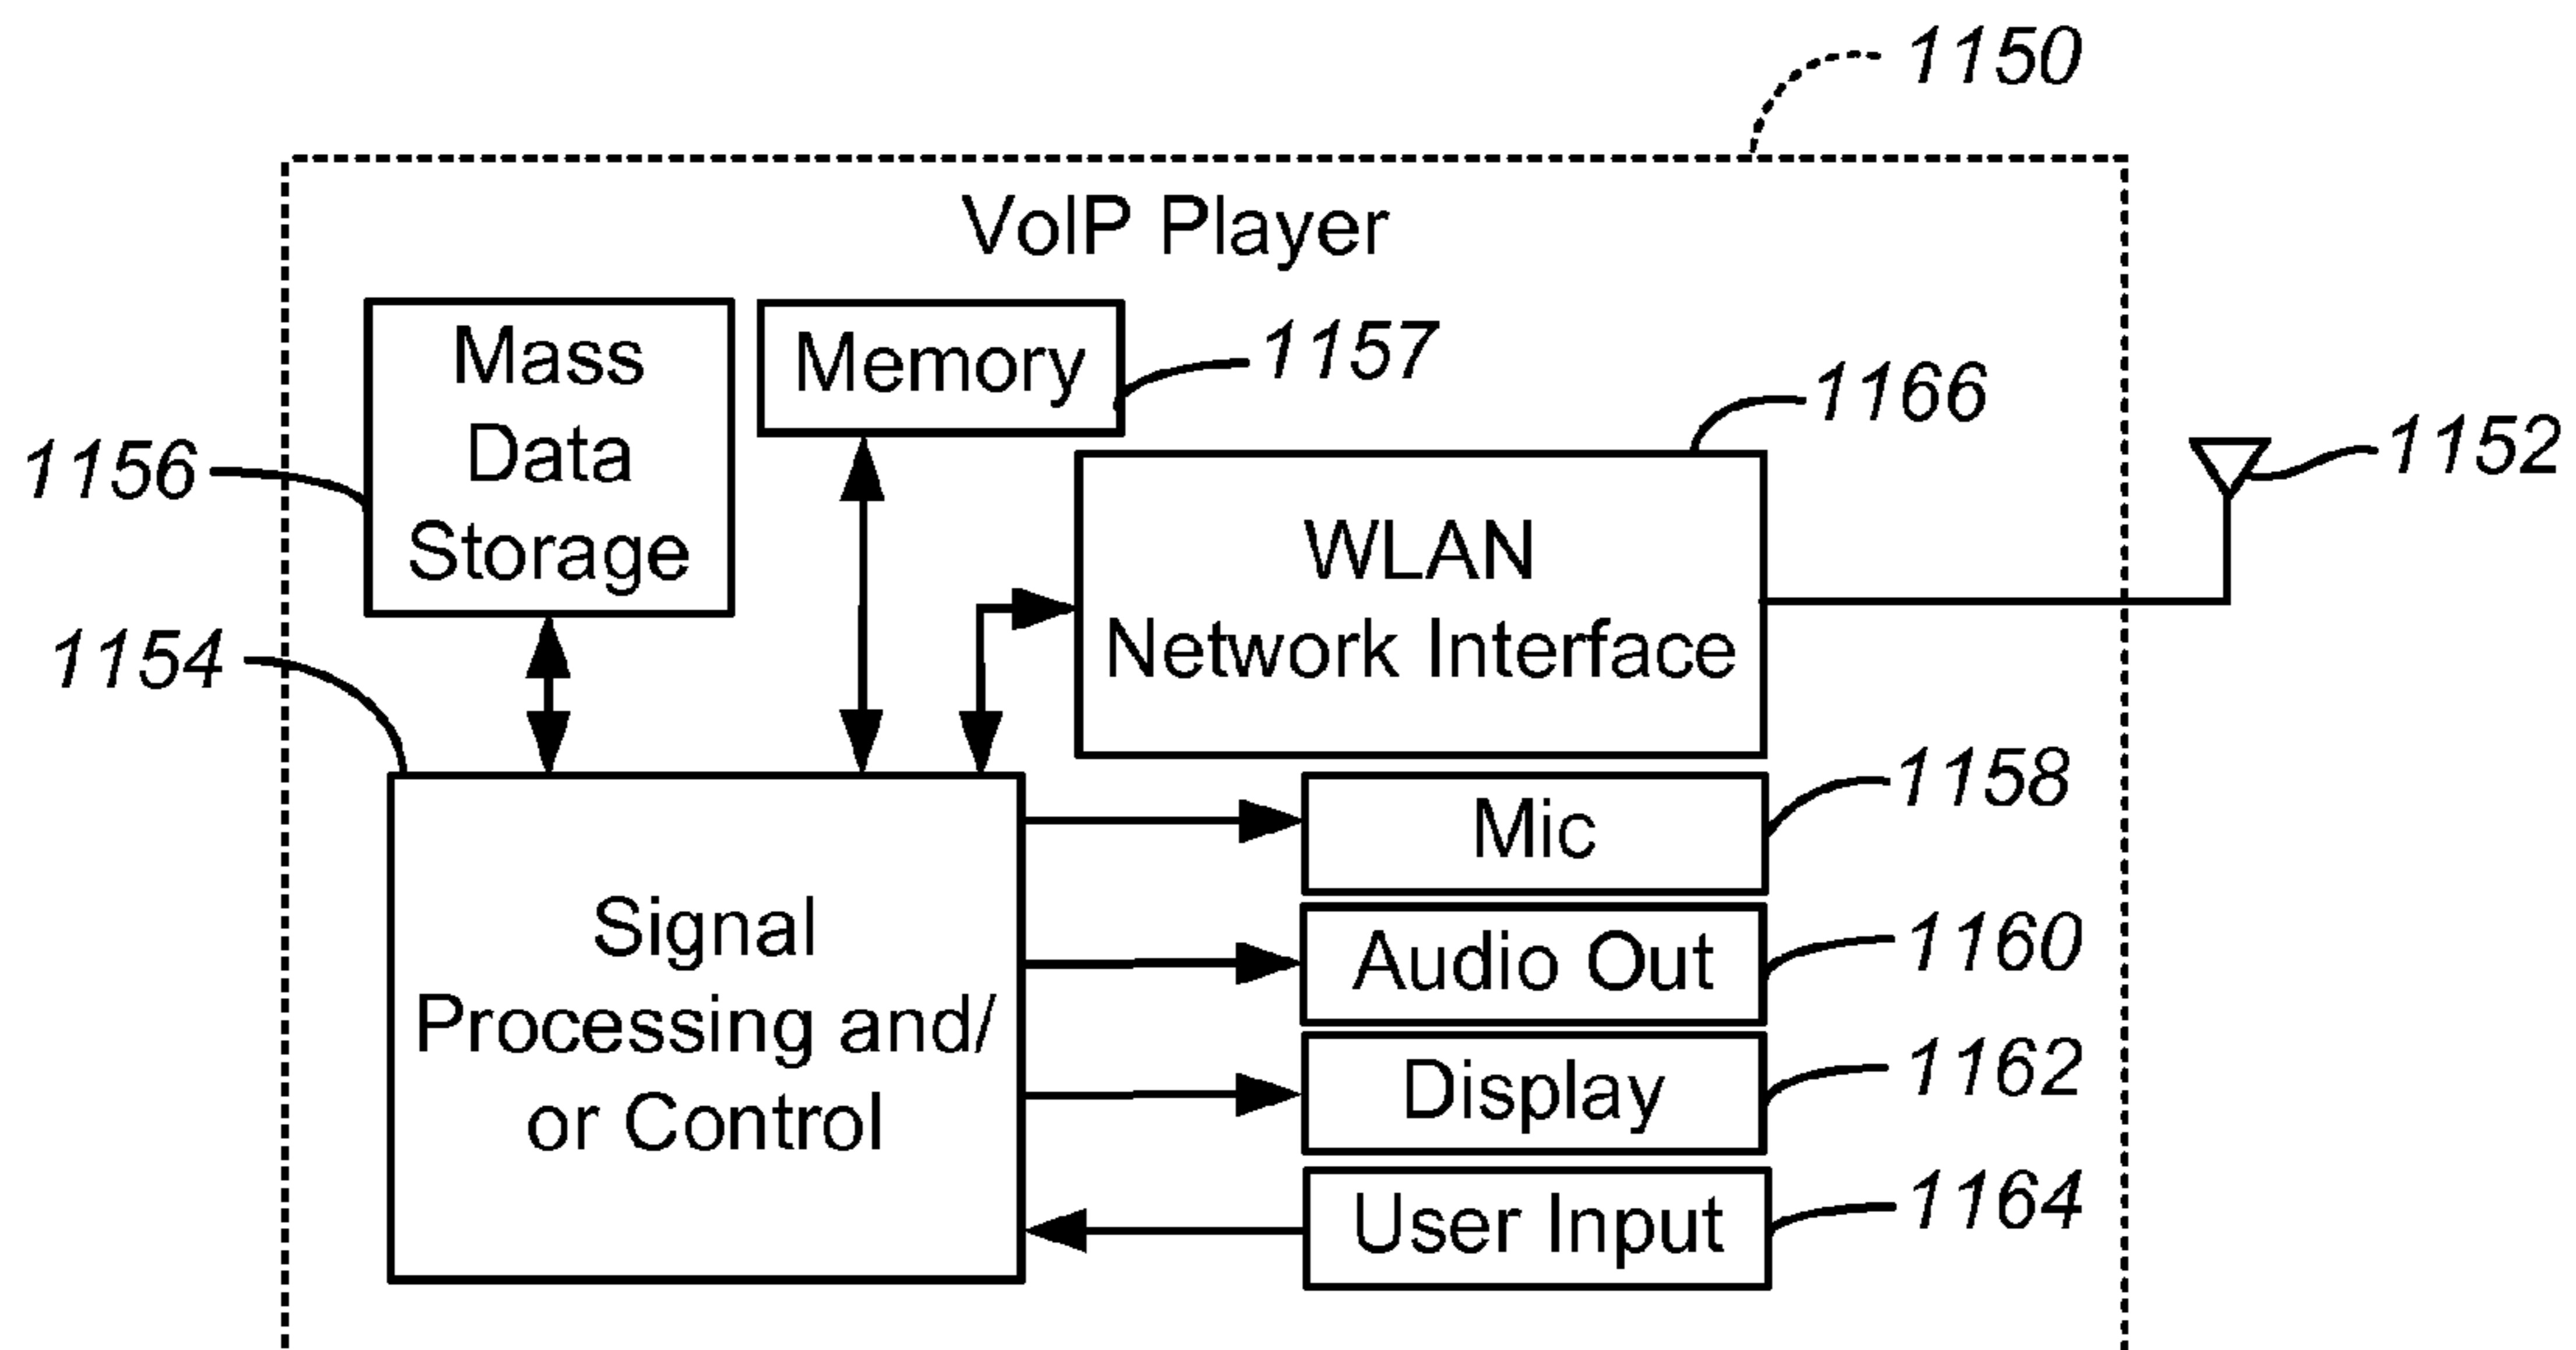 1150
VoIP Player
Mass
Data
Storage
Memory
1157
1166
1156
WLAN
Network Interface
1152
1154
Signal
Processing and/
or Control
Mic
1158
Audio Out
1160
Display
1162
User Input
1164